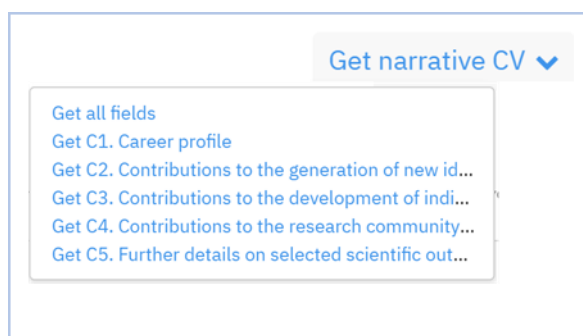 Get narrative CV
Get all fields
Get C1. Career profile
Get C2. Contributions to the generation of new id...
Get C3. Contributions to the development of indi...
Get C4. Contributions to the research community...
Get C5. Further details on selected scientific out...